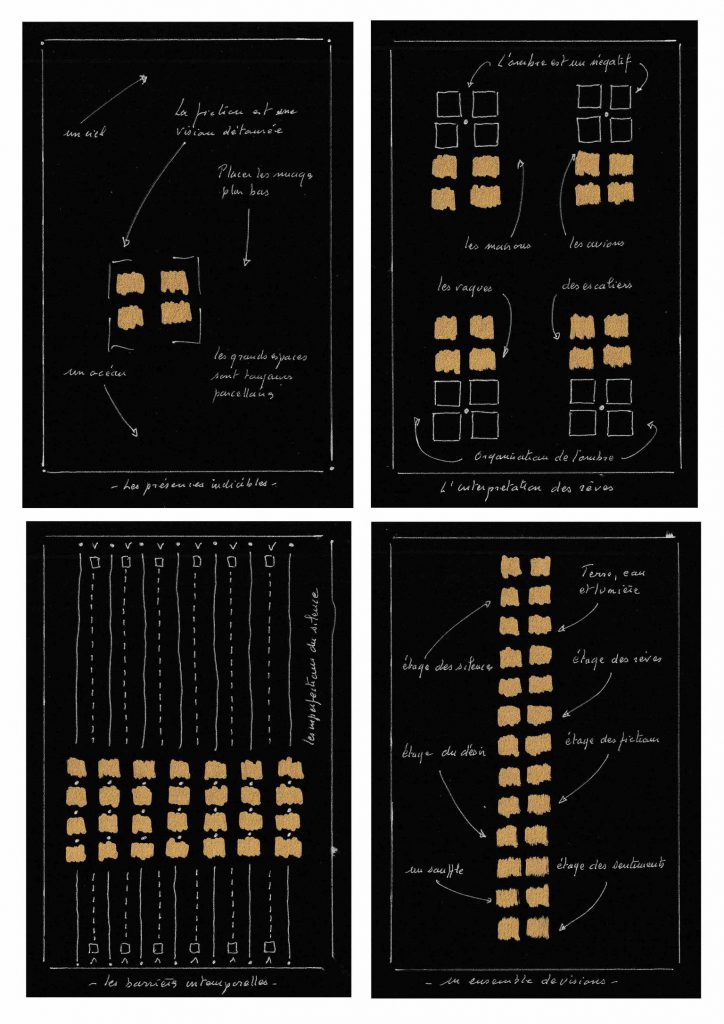 un ciel
La fiction est une
vision détournée
Placer les nuages
plus bas
un océan
les grands espaces
sont toujours
parcellaires
- Les présences indicibles -
L'ombre est un négatif
les maisons
les avions
les vagues
des escaliers
Organisation de l'ombre
L'interprétation des rêves
les imperfections du silence
- les barrières intemporelles -
Terre, eau
et lumière
étage des silences
étage des rêves
étage des fictions
étage du désir
un souffle
étage des sentiments
- un ensemble de visions -